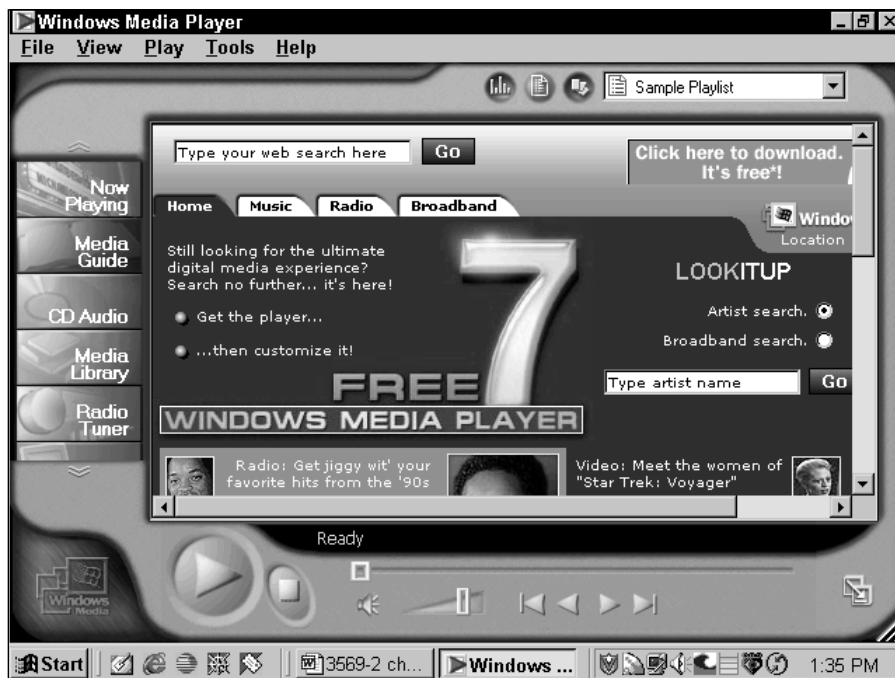 Windows Media Player
File View Play Tools Help
Sample Playlist
Type your web search here Go
Click here to download.
It's free*!
Now
Playing
Media
Guide
CD Audio
Media
Library
Radio
Tuner
Home Music Radio Broadband
Windo
Location
Still looking for the ultimate
digital media experience?
Search no further... it's here!
Get the player...
...then customize it!
7
FREE
WINDOWS MEDIA PLAYER
LOOKITUP
Artist search.
Broadband search.
Type artist name Go
Radio: Get jiggy wit' your
favorite hits from the '90s
Video: Meet the women of
"Star Trek: Voyager"
Ready
Windows
Media
Start 3569-2 ch... Windows ... 1:35 PM